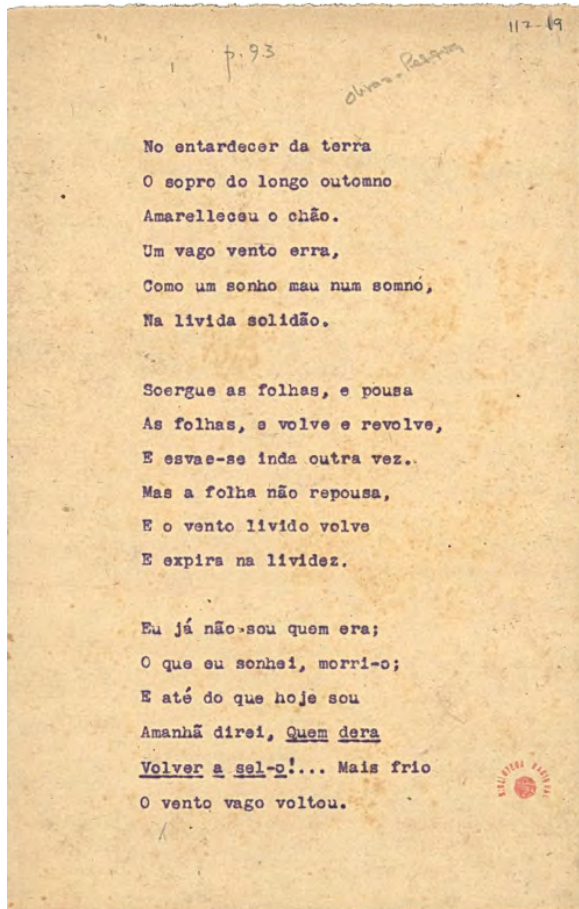 112-19
p.93
No entardecer da terra
O sopro do longo outomno
Amarelleceu o chão.
Um vago vento erra,
Como um sonho mau num somno,
Na livida solidão.
Soergue as folhas, e pousa
As folhas, e volve e revolve,
E esvae-se inda outra vez.
Mas a folha não repousa,
E o vento livido volve
E expira na lividez.
Eu já não sou quem era;
O que eu sonhei, morri-o;
E até do que hoje sou
Amanhã direi, Quem dera
Volver a sel-o!... Mais frio
O vento vago voltou.
BIBLIOTECA NACIONAL